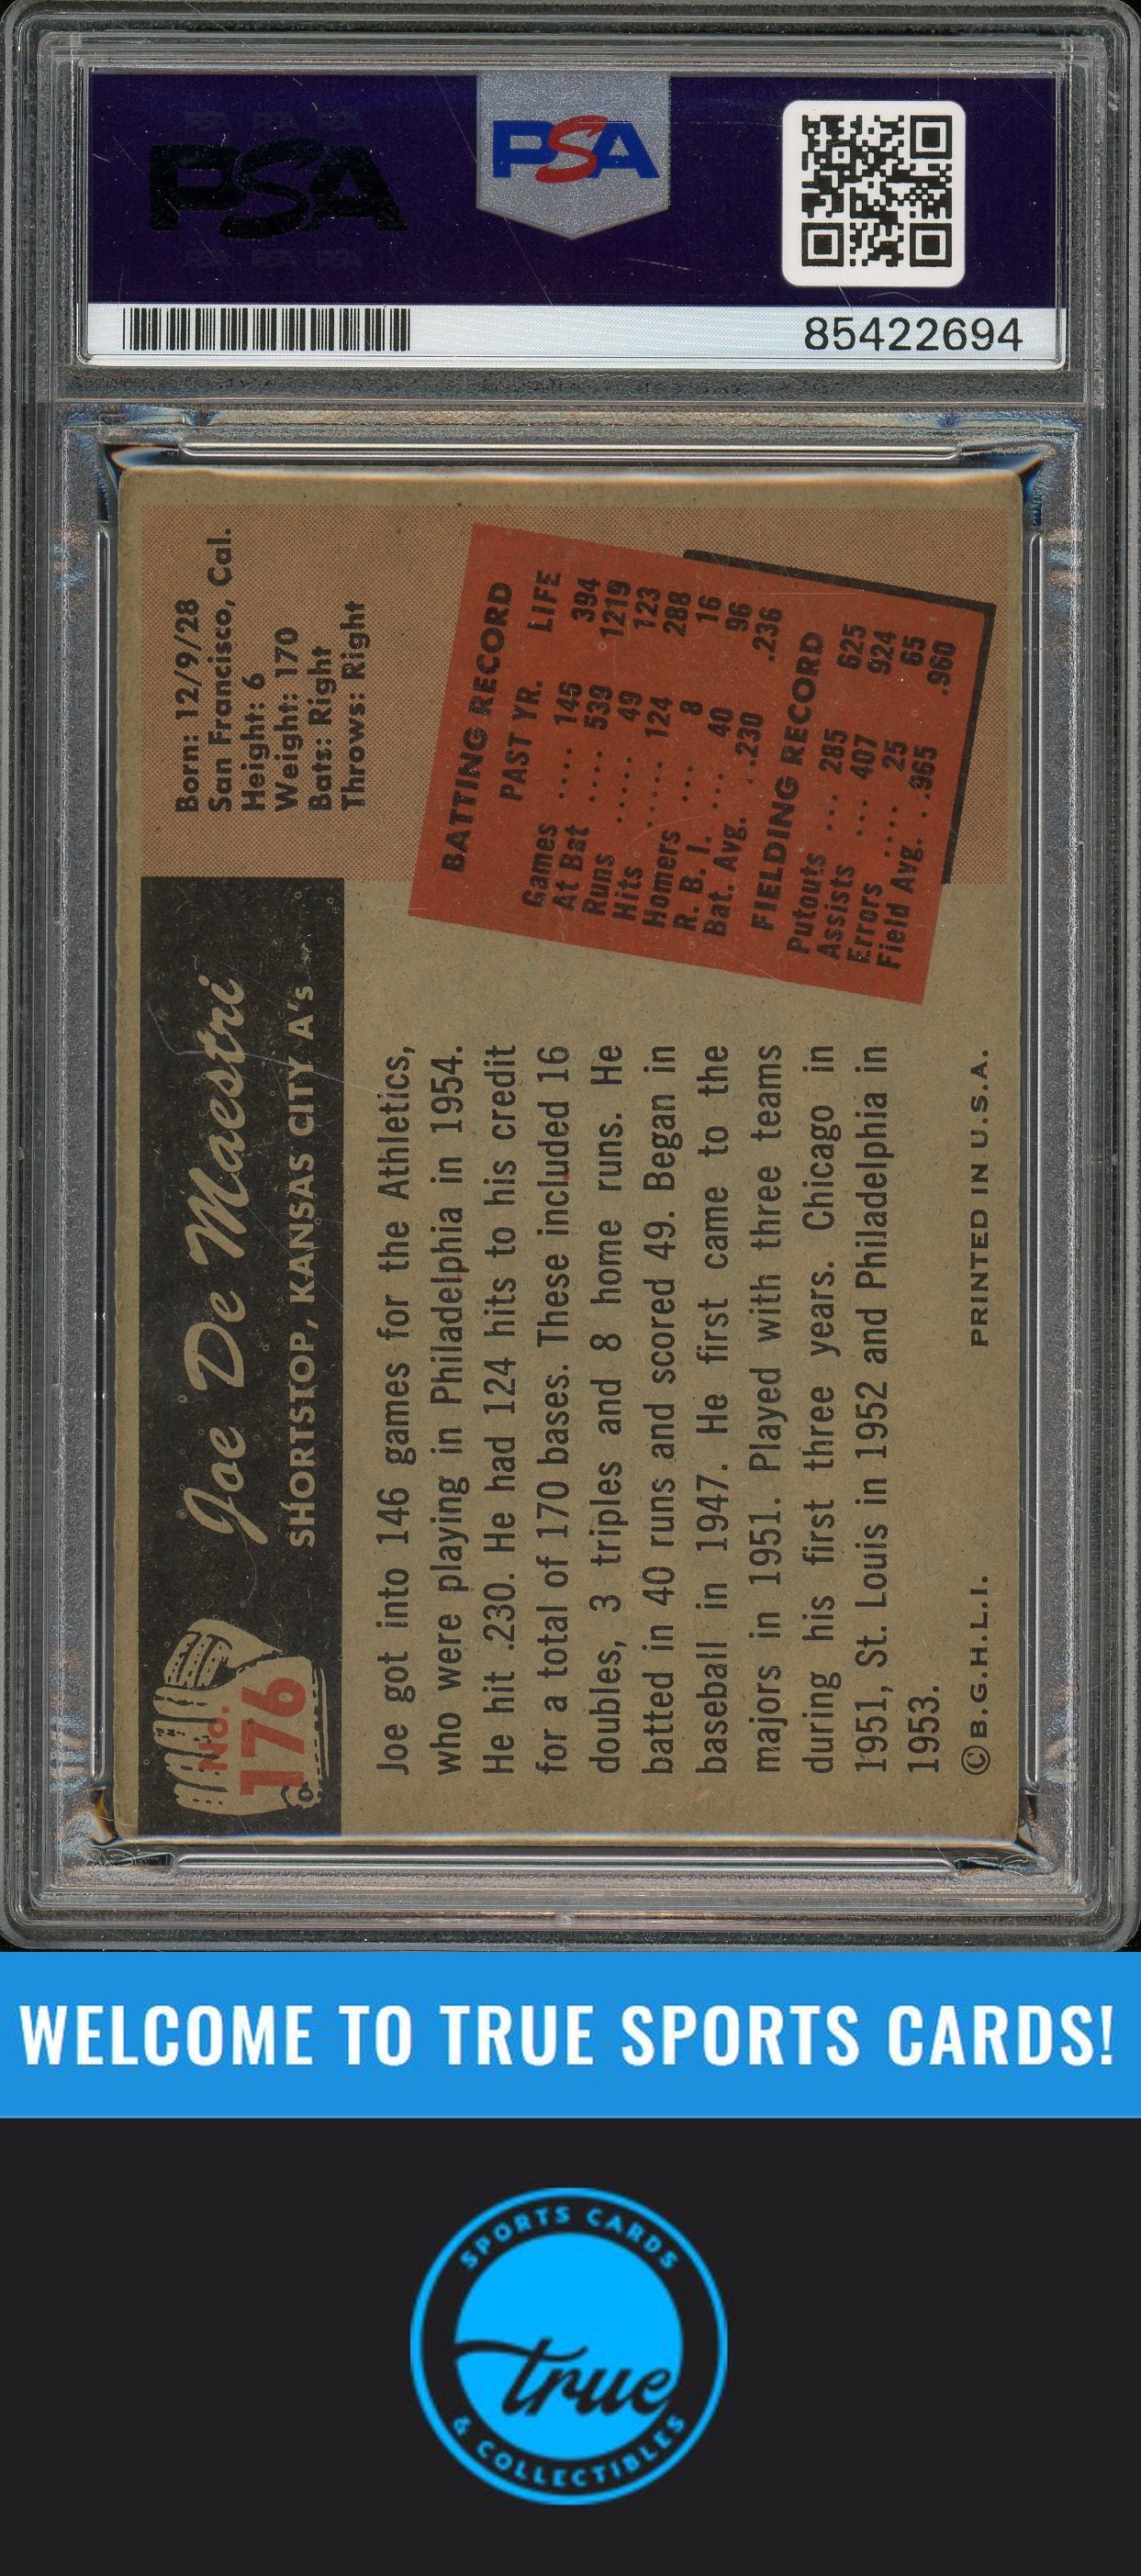 PSA PSA PSA
PSA
PSA PSA PSA
PSA
85422694
No.
176
Joe De Maestri
SHORTSTOP, KANSAS CITY A's
Born: 12/9/28
San Francisco, Cal.
Height: 6
Weight: 170
Bats: Right
Throws: Right
Joe got into 146 games for the Athletics,
who were playing in Philadelphia in 1954.
He hit .230. He had 124 hits to his credit
for a total of 170 bases. These included 16
doubles, 3 triples and 8 home runs. He
batted in 40 runs and scored 49. Began in
baseball in 1947. He first came to the
majors in 1951. Played with three teams
during his first three years. Chicago in
1951, St. Louis in 1952 and Philadelphia in
1953.
BATTING RECORD
PAST YR. LIFE
Games .... 146 394
At Bat .... 539 1219
Runs ...... 49 123
Hits ..... 124 288
Homers .... 8 16
R. B. I. .... 40 96
Bat. Avg. . .230 .236
FIELDING RECORD
Putouts ... 285 625
Assists ... 407 924
Errors .... 25 65
Field Avg. . .965 .960
© B.G.H.L.I. PRINTED IN U.S.A.
WELCOME TO TRUE SPORTS CARDS!
SPORTS CARDS
true
& COLLECTIBLES